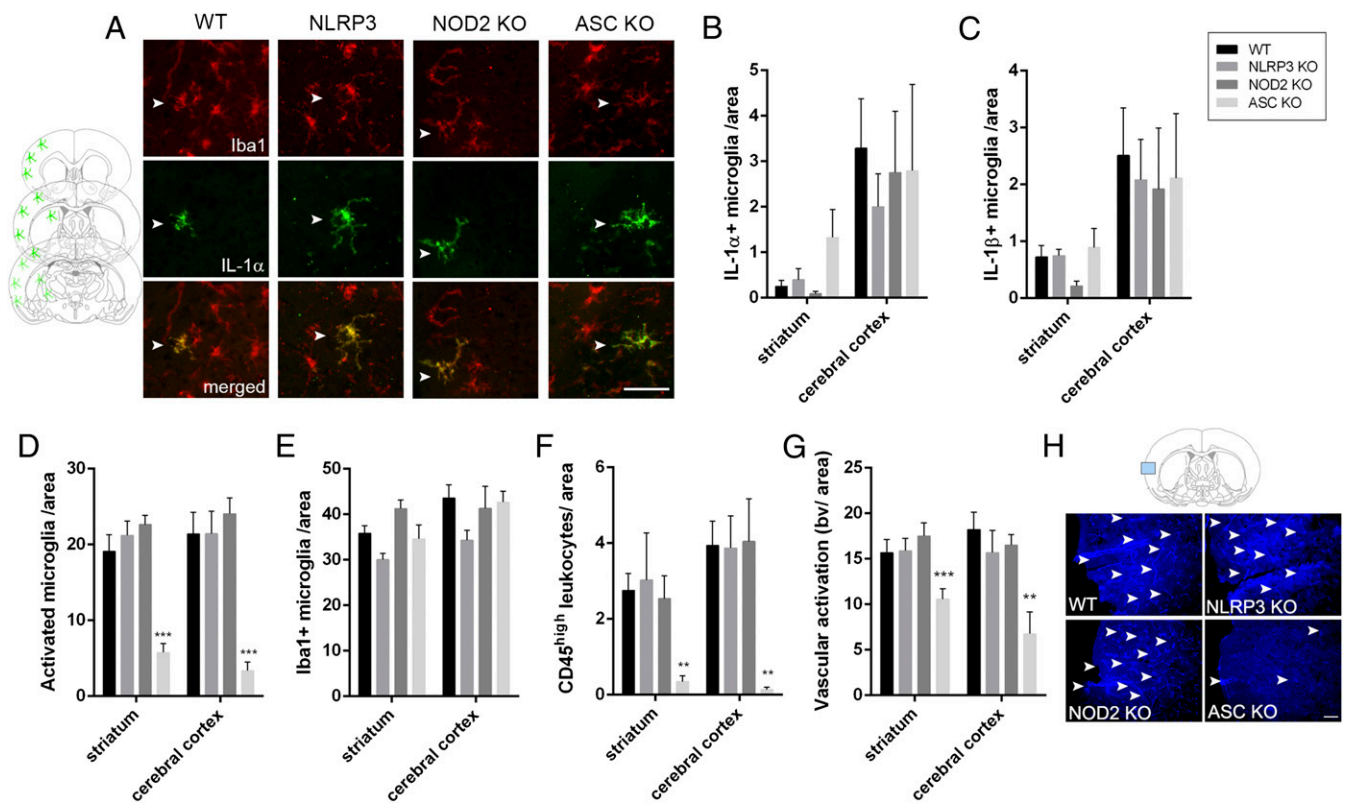 A
WT
NLRP3
NOD2 KO
ASC KO
Iba1
IL-1α
merged
B
IL-1α+ microglia /area
5
4
3
2
1
0
striatum
cerebral cortex
C
IL-1β+ microglia /area
4
3
2
1
0
striatum
cerebral cortex
WT
NLRP3 KO
NOD2 KO
ASC KO
D
Activated microglia /area
30
20
10
0
***
***
striatum
cerebral cortex
E
Iba1+ microglia /area
50
40
30
20
10
0
striatum
cerebral cortex
F
CD45high leukocytes/ area
6
4
2
0
**
**
striatum
cerebral cortex
G
Vascular activation (bv/ area)
25
20
15
10
5
0
***
**
striatum
cerebral cortex
H
WT
NLRP3 KO
NOD2 KO
ASC KO